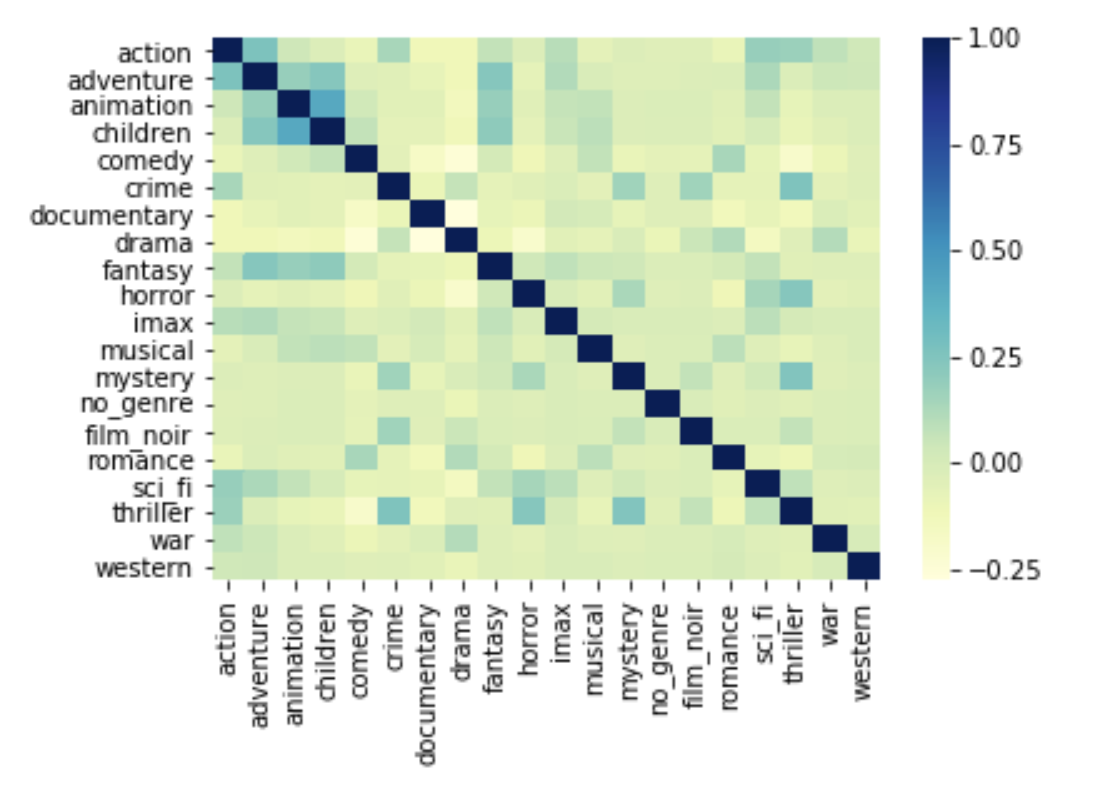 action
adventure
animation
children
comedy
crime
documentary
drama
fantasy
horror
imax
musical
mystery
no_genre
film_noir
romance
sci_fi
thriller
war
western
action
adventure
animation
children
comedy
crime
documentary
drama
fantasy
horror
imax
musical
mystery
no_genre
film_noir
romance
sci_fi
thriller
war
western
1.00
0.75
0.50
0.25
0.00
−0.25